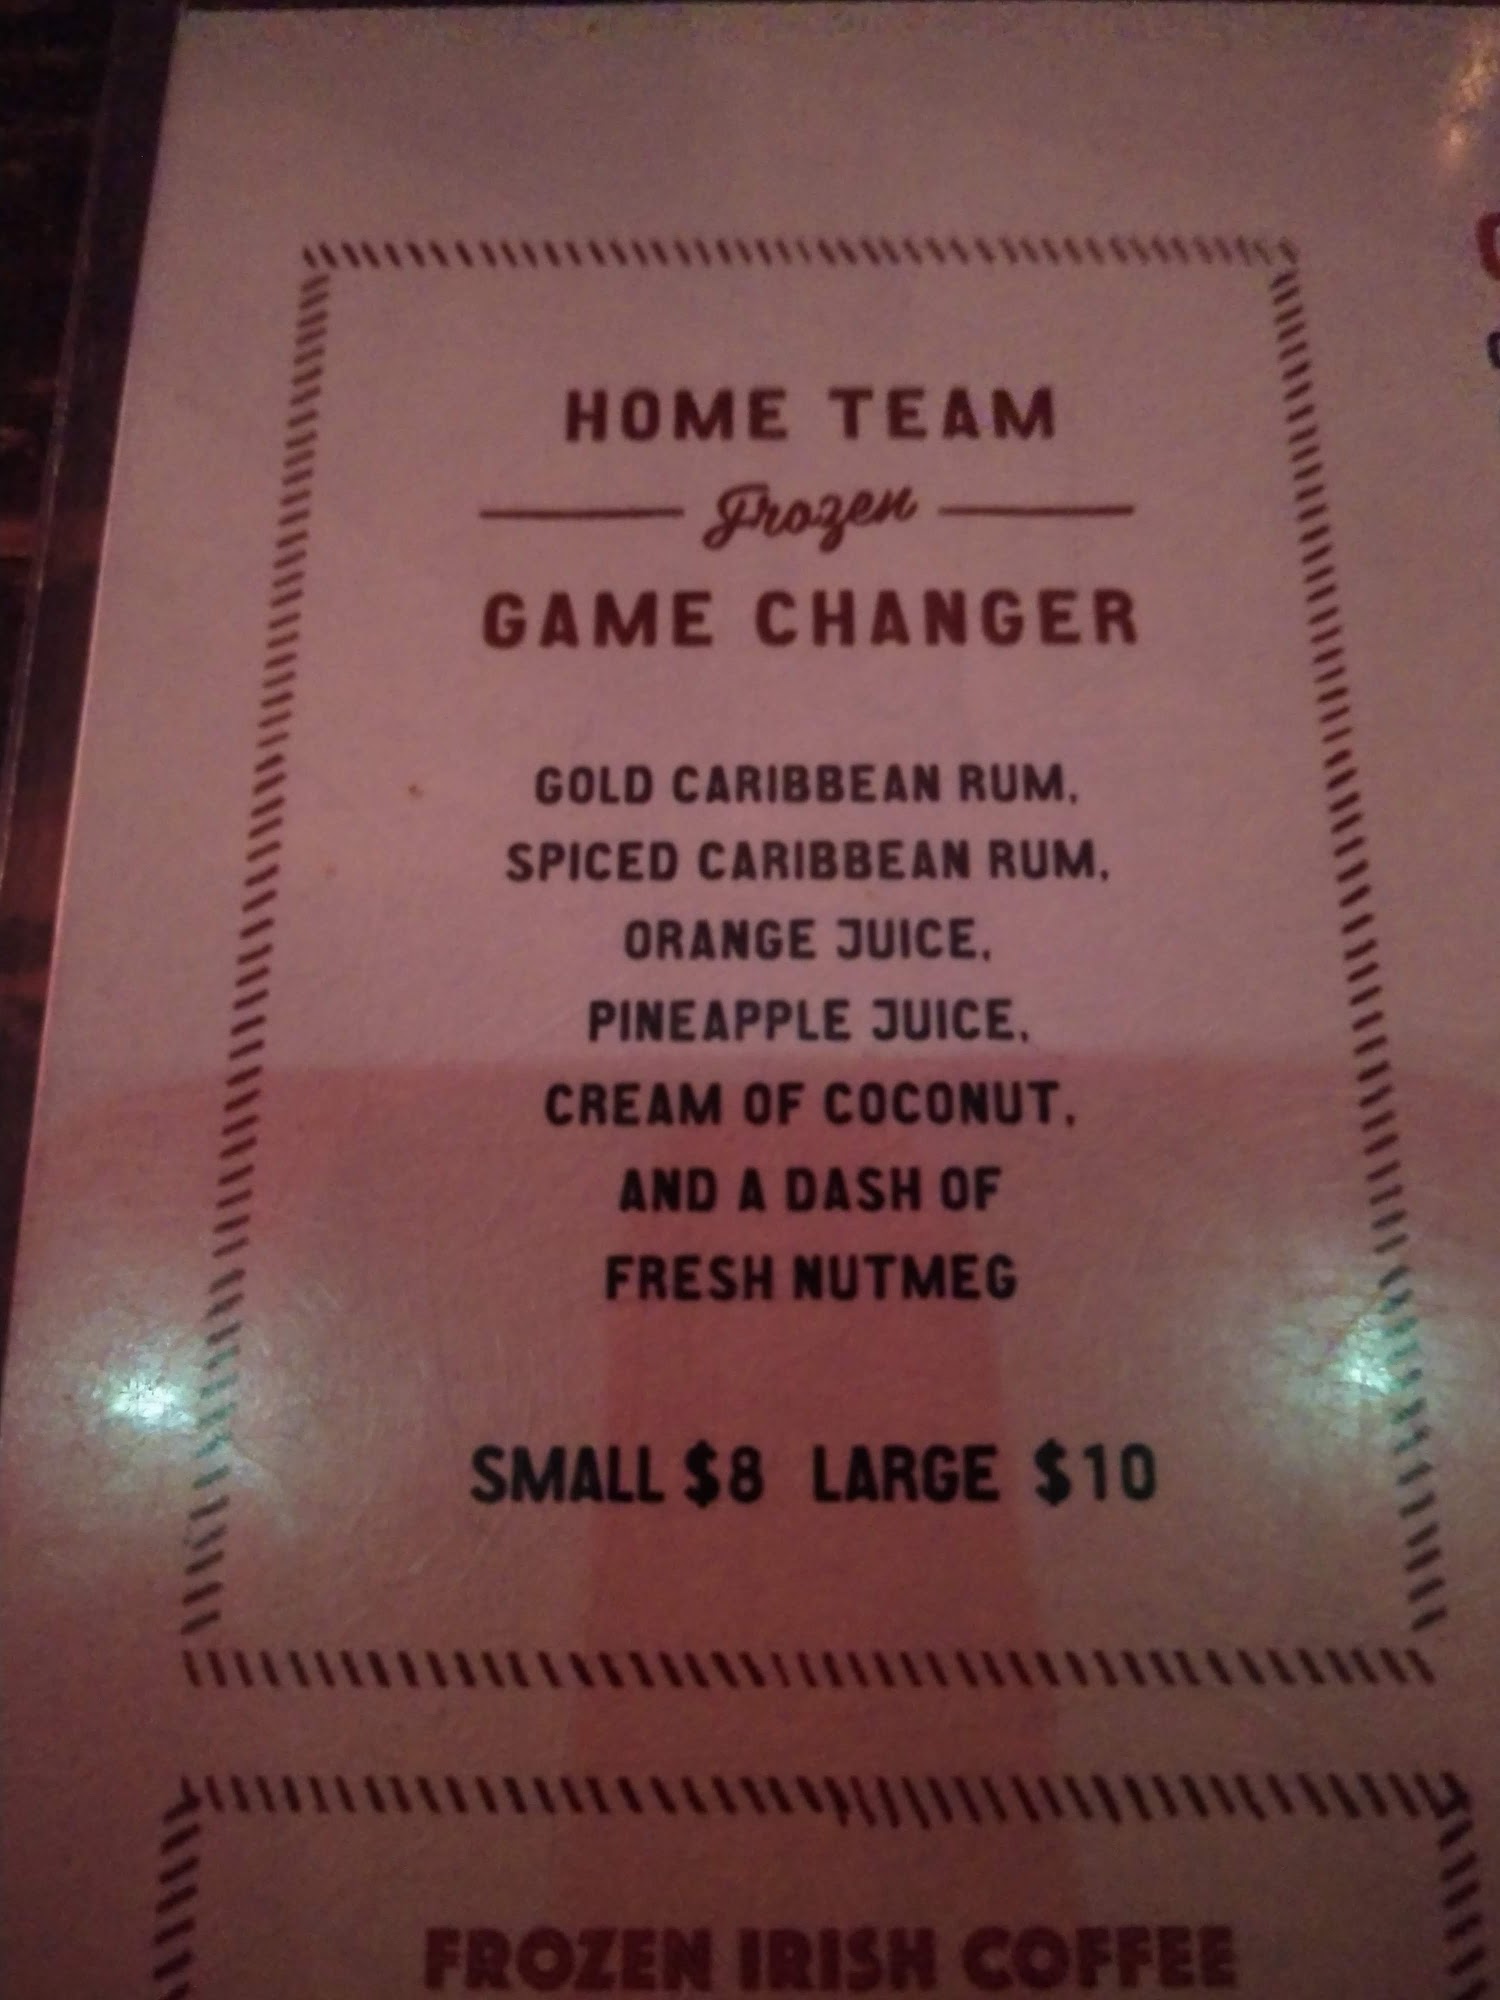 HOME TEAM
Frozen
GAME CHANGER
GOLD CARIBBEAN RUM,
SPICED CARIBBEAN RUM,
ORANGE JUICE,
PINEAPPLE JUICE,
CREAM OF COCONUT,
AND A DASH OF
FRESH NUTMEG
SMALL $8 LARGE $10
FROZEN IRISH COFFEE